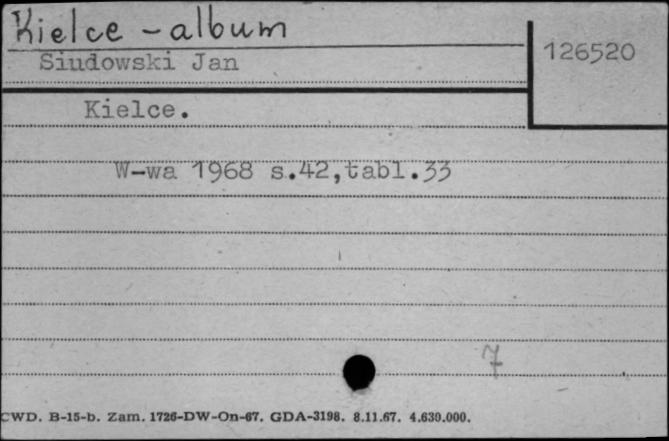 Kielce - album
126520
Siudowski Jan
Kielce.
W-wa 1968 s.42,tabl.33
7
CWD. B-15-b. Zam. 1726-DW-On-67. GDA-3198. 8.11.67. 4.630.000.